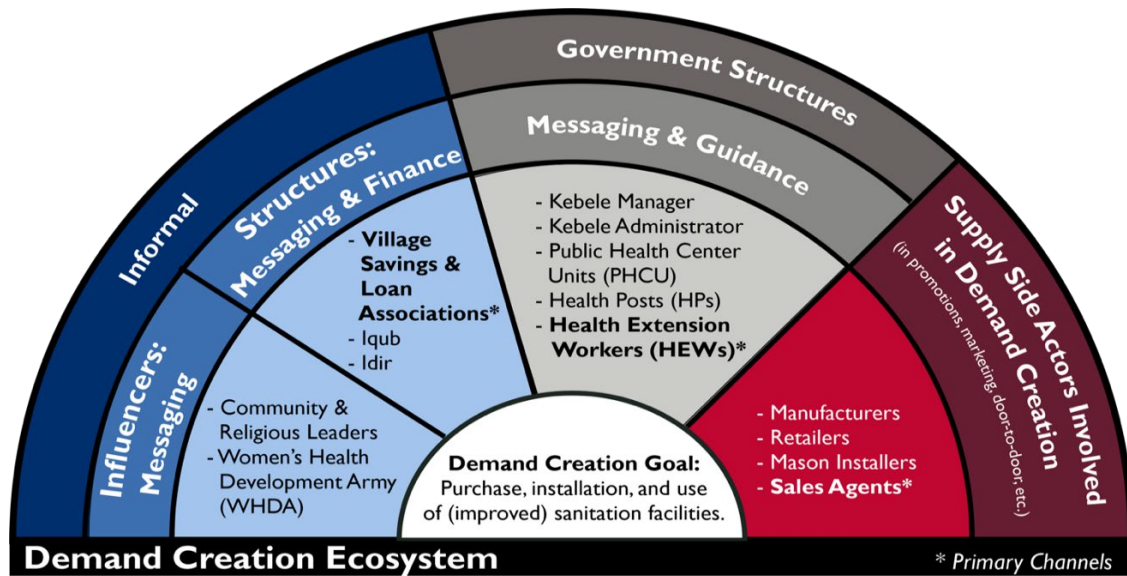 Informal
Influencers:
Messaging
- Community &
Religious Leaders
- Women's Health
Development Army
(WHDA)
Structures:
Messaging & Finance
- Village
Savings &
Loan
Associations*
- Iqub
- Idir
Government Structures
Messaging & Guidance
- Kebele Manager
- Kebele Administrator
- Public Health Center
Units (PHCU)
- Health Posts (HPs)
- Health Extension
Workers (HEWs)*
Supply Side Actors Involved
in Demand Creation
(in promotions, marketing, door-to-door, etc.)
- Manufacturers
- Retailers
- Mason Installers
- Sales Agents*
Demand Creation Goal:
Purchase, installation, and use
of (improved) sanitation facilities.
Demand Creation Ecosystem
* Primary Channels